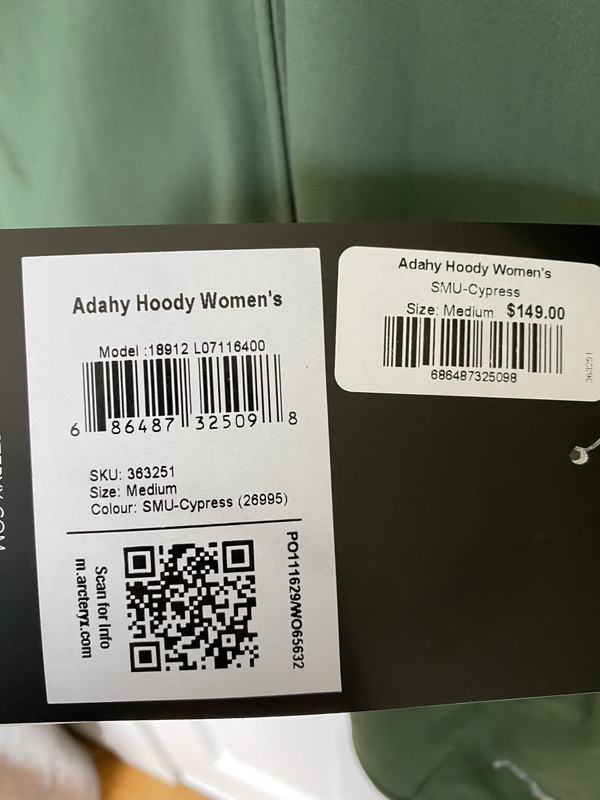 Adahy Hoody Women's
Model :18912 L07116400
6 86487 32509 8
SKU: 363251
Size: Medium
Colour: SMU-Cypress (26995)
Scan for Info
m.arcteryx.com
PO111629/WO65632
Adahy Hoody Women's
SMU-Cypress
Size: Medium $149.00
686487325098
363251